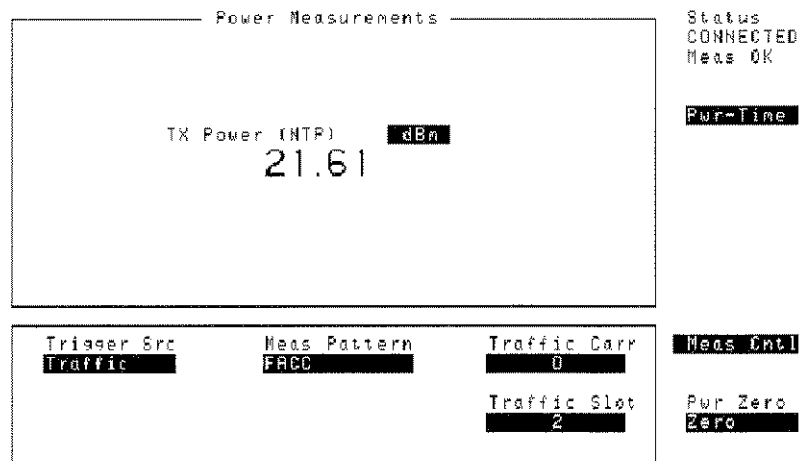 Power Measurements
TX Power (NTP) dBm
21.61
Status
CONNECTED
Meas OK
Pwr-Time
Trigger Src
Traffic
Meas Pattern
FACC
Traffic Carr
0
Traffic Slot
2
Meas Cntl
Pwr Zero
Zero